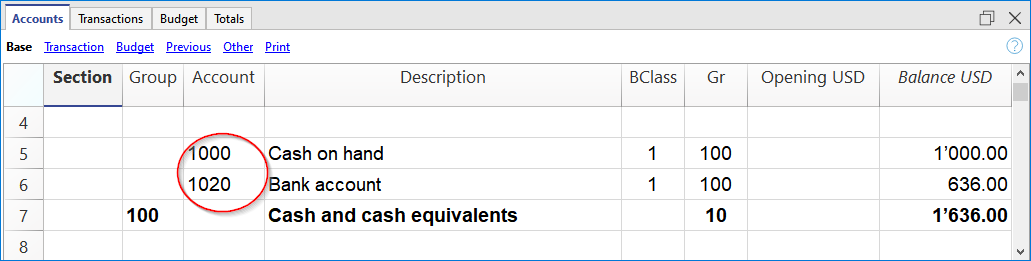 Accounts Transactions Budget Totals
Base Transaction Budget Previous Other Print ?
Section Group Account Description BClass Gr Opening USD Balance USD
4
5 1000 Cash on hand 1 100 1’000.00
6 1020 Bank account 1 100 636.00
7 100 Cash and cash equivalents 10 1’636.00
8